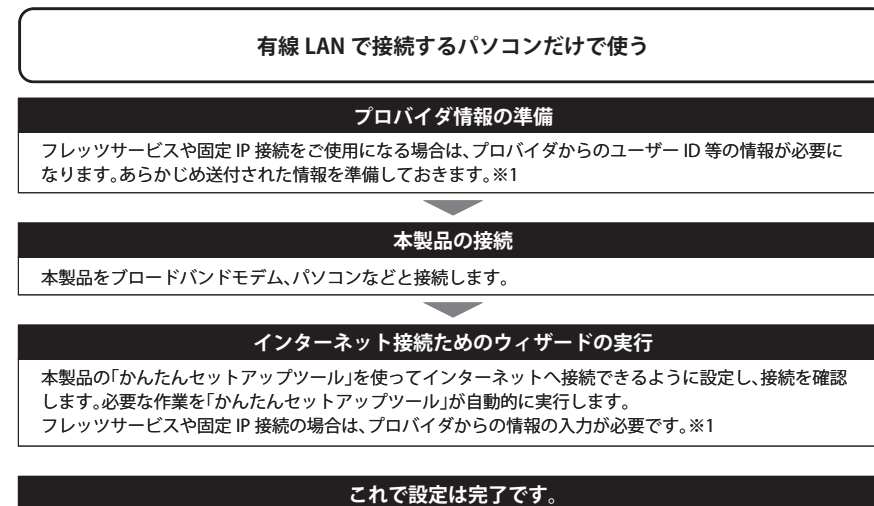 有線 LAN で接続するパソコンだけで使う
プロバイダ情報の準備
フレッツサービスや固定 IP 接続をご使用になる場合は、プロバイダからのユーザー ID 等の情報が必要に
なります。あらかじめ送付された情報を準備しておきます。※1
本製品の接続
本製品をブロードバンドモデム、パソコンなどと接続します。
インターネット接続ためのウィザードの実行
本製品の「かんたんセットアップツール」を使ってインターネットへ接続できるように設定し、接続を確認
します。必要な作業を「かんたんセットアップツール」が自動的に実行します。
フレッツサービスや固定 IP 接続の場合は、プロバイダからの情報の入力が必要です。※1
これで設定は完了です。